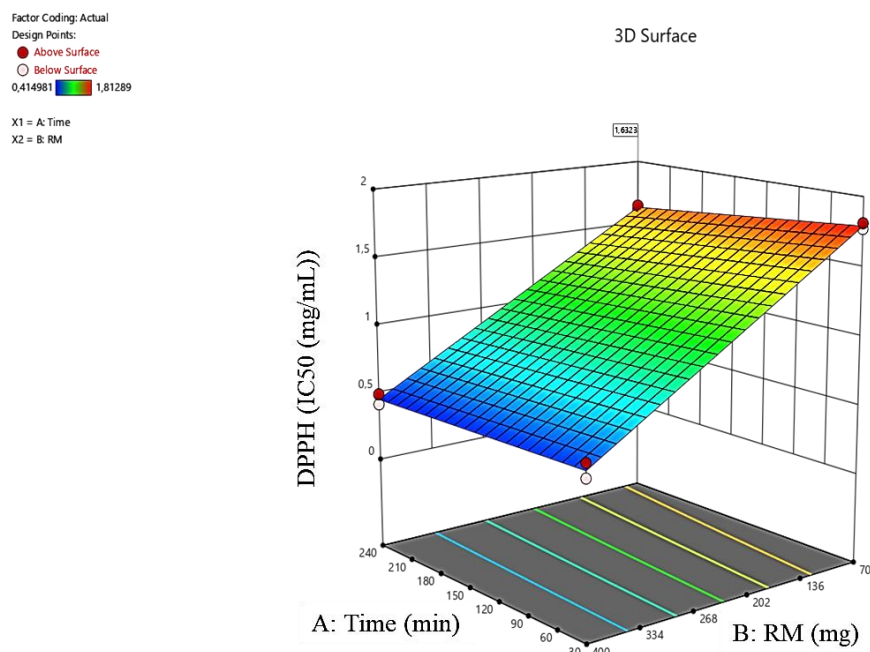 Factor Coding: Actual
Design Points:
Above Surface
Below Surface
0,414981 1,81289
X1 = A: Time
X2 = B: RM
3D Surface
1,6323
2
1,5
1
0,5
0
DPPH (IC50 (mg/mL))
240
210
180
150
120
90
60
30
A: Time (min)
400
334
268
202
136
70
B: RM (mg)